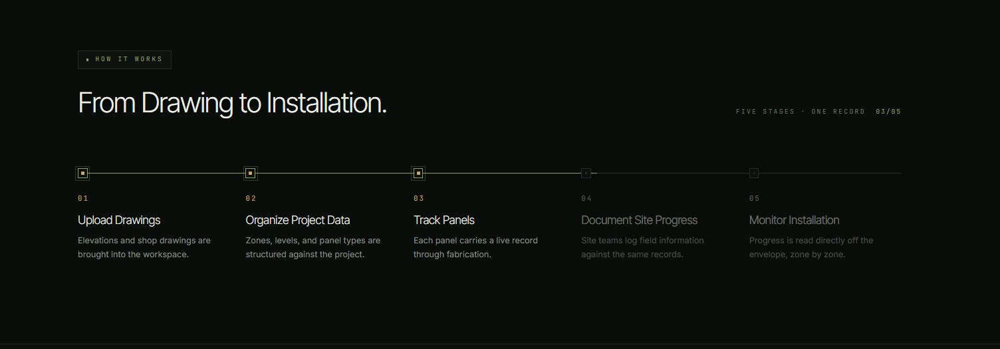 HOW IT WORKS
From Drawing to Installation.
FIVE STAGES · ONE RECORD 03/05
01
02
03
04
05
Upload Drawings
Organize Project Data
Track Panels
Document Site Progress
Monitor Installation
Elevations and shop drawings are
brought into the workspace.
Zones, levels, and panel types are
structured against the project.
Each panel carries a live record
through fabrication.
Site teams log field information
against the same records.
Progress is read directly off the
envelope, zone by zone.